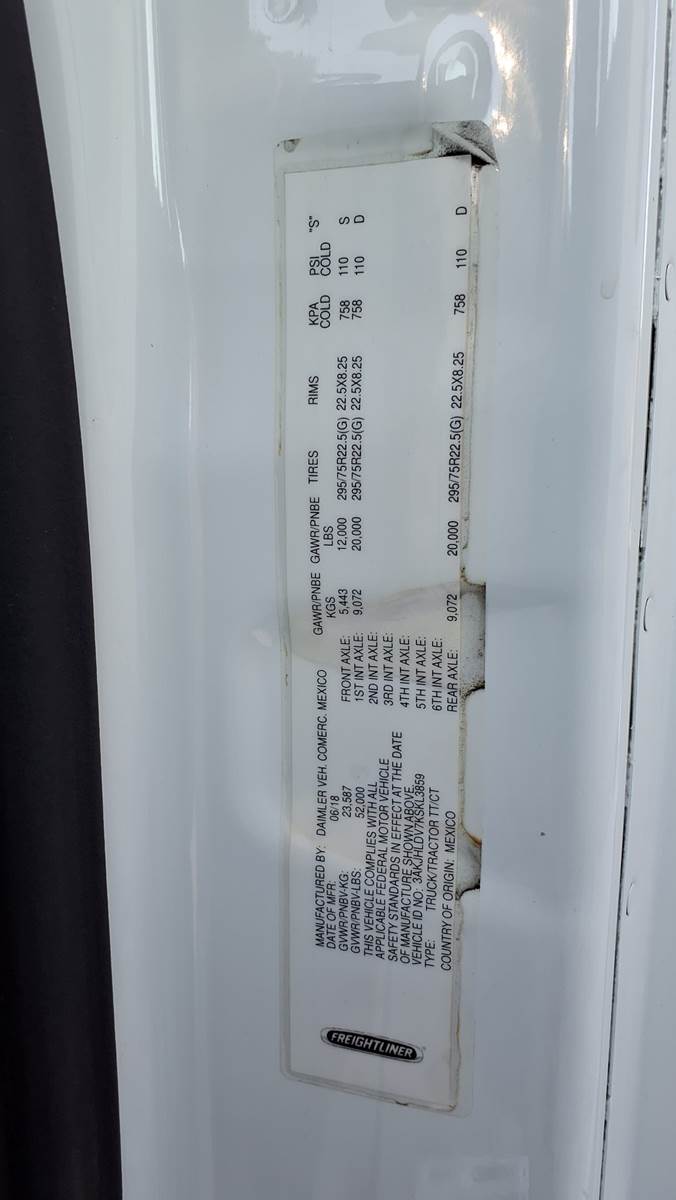 FREIGHTLINER
MANUFACTURED BY: DAIMLER VEH. COMERC. MEXICO
DATE OF MFR: 06/18
GVWR/PNBV-KG: 23,587
GVWR/PNBV-LBS: 52,000
THIS VEHICLE COMPLIES WITH ALL
APPLICABLE FEDERAL MOTOR VEHICLE
SAFETY STANDARDS IN EFFECT AT THE DATE
OF MANUFACTURE SHOWN ABOVE.
VEHICLE ID NO: 3AKJHLDV7KSKL3859
TYPE: TRUCK/TRACTOR TT/CT
COUNTRY OF ORIGIN: MEXICO
GAWR/PNBE GAWR/PNBE TIRES RIMS KPA PSI "S"
KGS LBS COLD COLD
FRONT AXLE: 5,443 12,000 295/75R22.5(G) 22.5X8.25 758 110 S
1ST INT AXLE: 9,072 20,000 295/75R22.5(G) 22.5X8.25 758 110 D
2ND INT AXLE:
3RD INT AXLE:
4TH INT AXLE:
5TH INT AXLE:
6TH INT AXLE:
REAR AXLE: 9,072 20,000 295/75R22.5(G) 22.5X8.25 758 110 D